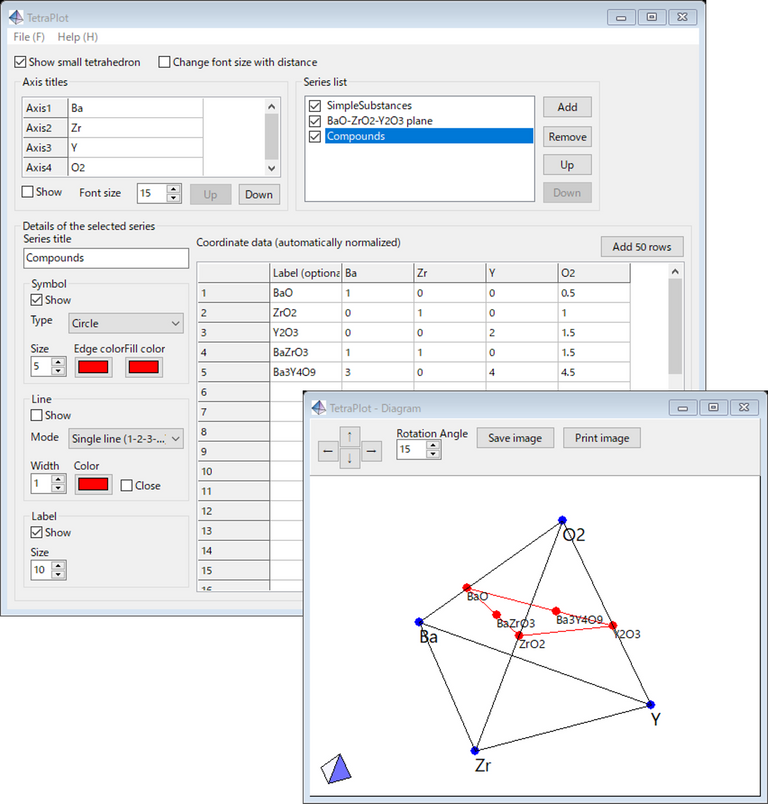 TetraPlot
File (F) Help (H)
Show small tetrahedron Change font size with distance
Axis titles
Axis1 Ba
Axis2 Zr
Axis3 Y
Axis4 O2
Show Font size 15 Up Down
Series list
SimpleSubstances
BaO-ZrO2-Y2O3 plane
Compounds
Add
Remove
Up
Down
Details of the selected series
Series title
Compounds
Symbol
Show
Type Circle
Size Edge color Fill color
5
Line
Show
Mode Single line (1-2-3-...
Width Color
1 Close
Label
Show
Size
10
Coordinate data (automatically normalized) Add 50 rows
Label (optiona Ba Zr Y O2
1 BaO 1 0 0 0.5
2 ZrO2 0 1 0 1
3 Y2O3 0 0 2 1.5
4 BaZrO3 1 1 0 1.5
5 Ba3Y4O9 3 0 4 4.5
6
7
8
9
10
11
12
13
14
15
16
TetraPlot - Diagram
↑
← →
↓
Rotation Angle
15
Save image Print image
O2
BaO
BaZrO3
Ba3Y4O9
Ba
ZrO2
Y2O3
Y
Zr